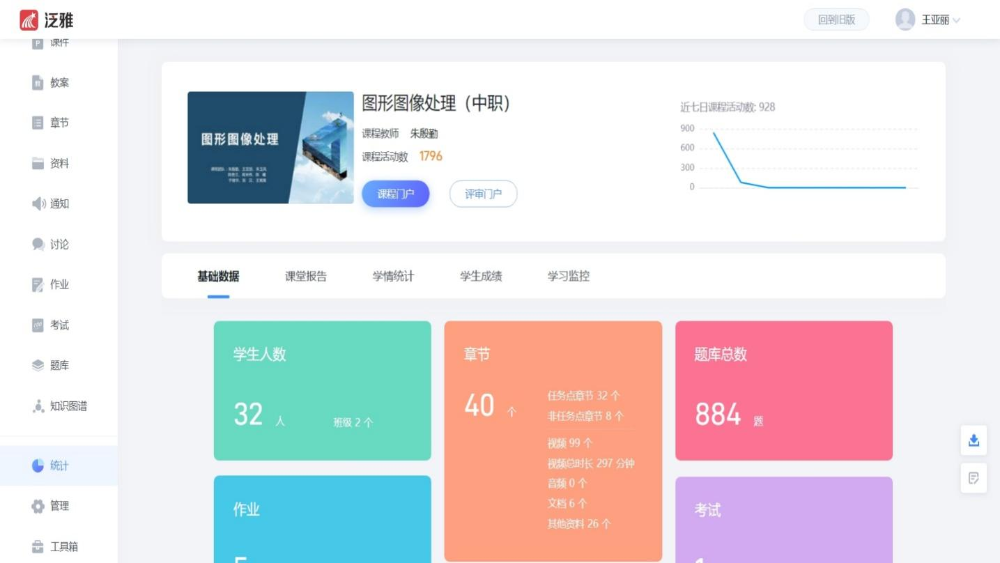 泛雅
回到旧版
王亚丽
课件
教案
章节
资料
通知
讨论
作业
考试
题库
知识图谱
统计
管理
工具箱
图形图像处理
图形图像处理（中职）
课程教师 朱殷勤
课程活动数 1796
课程门户
评审门户
近七日课程活动数: 928
900
600
300
0
基础数据
课堂报告
学情统计
学生成绩
学习监控
学生人数
32 人
班级 2 个
章节
40 个
任务点章节 32 个
非任务点章节 8 个
视频 99 个
视频总时长 297 分钟
音频 0 个
文档 6 个
其他资料 26 个
题库总数
884 题
作业
考试